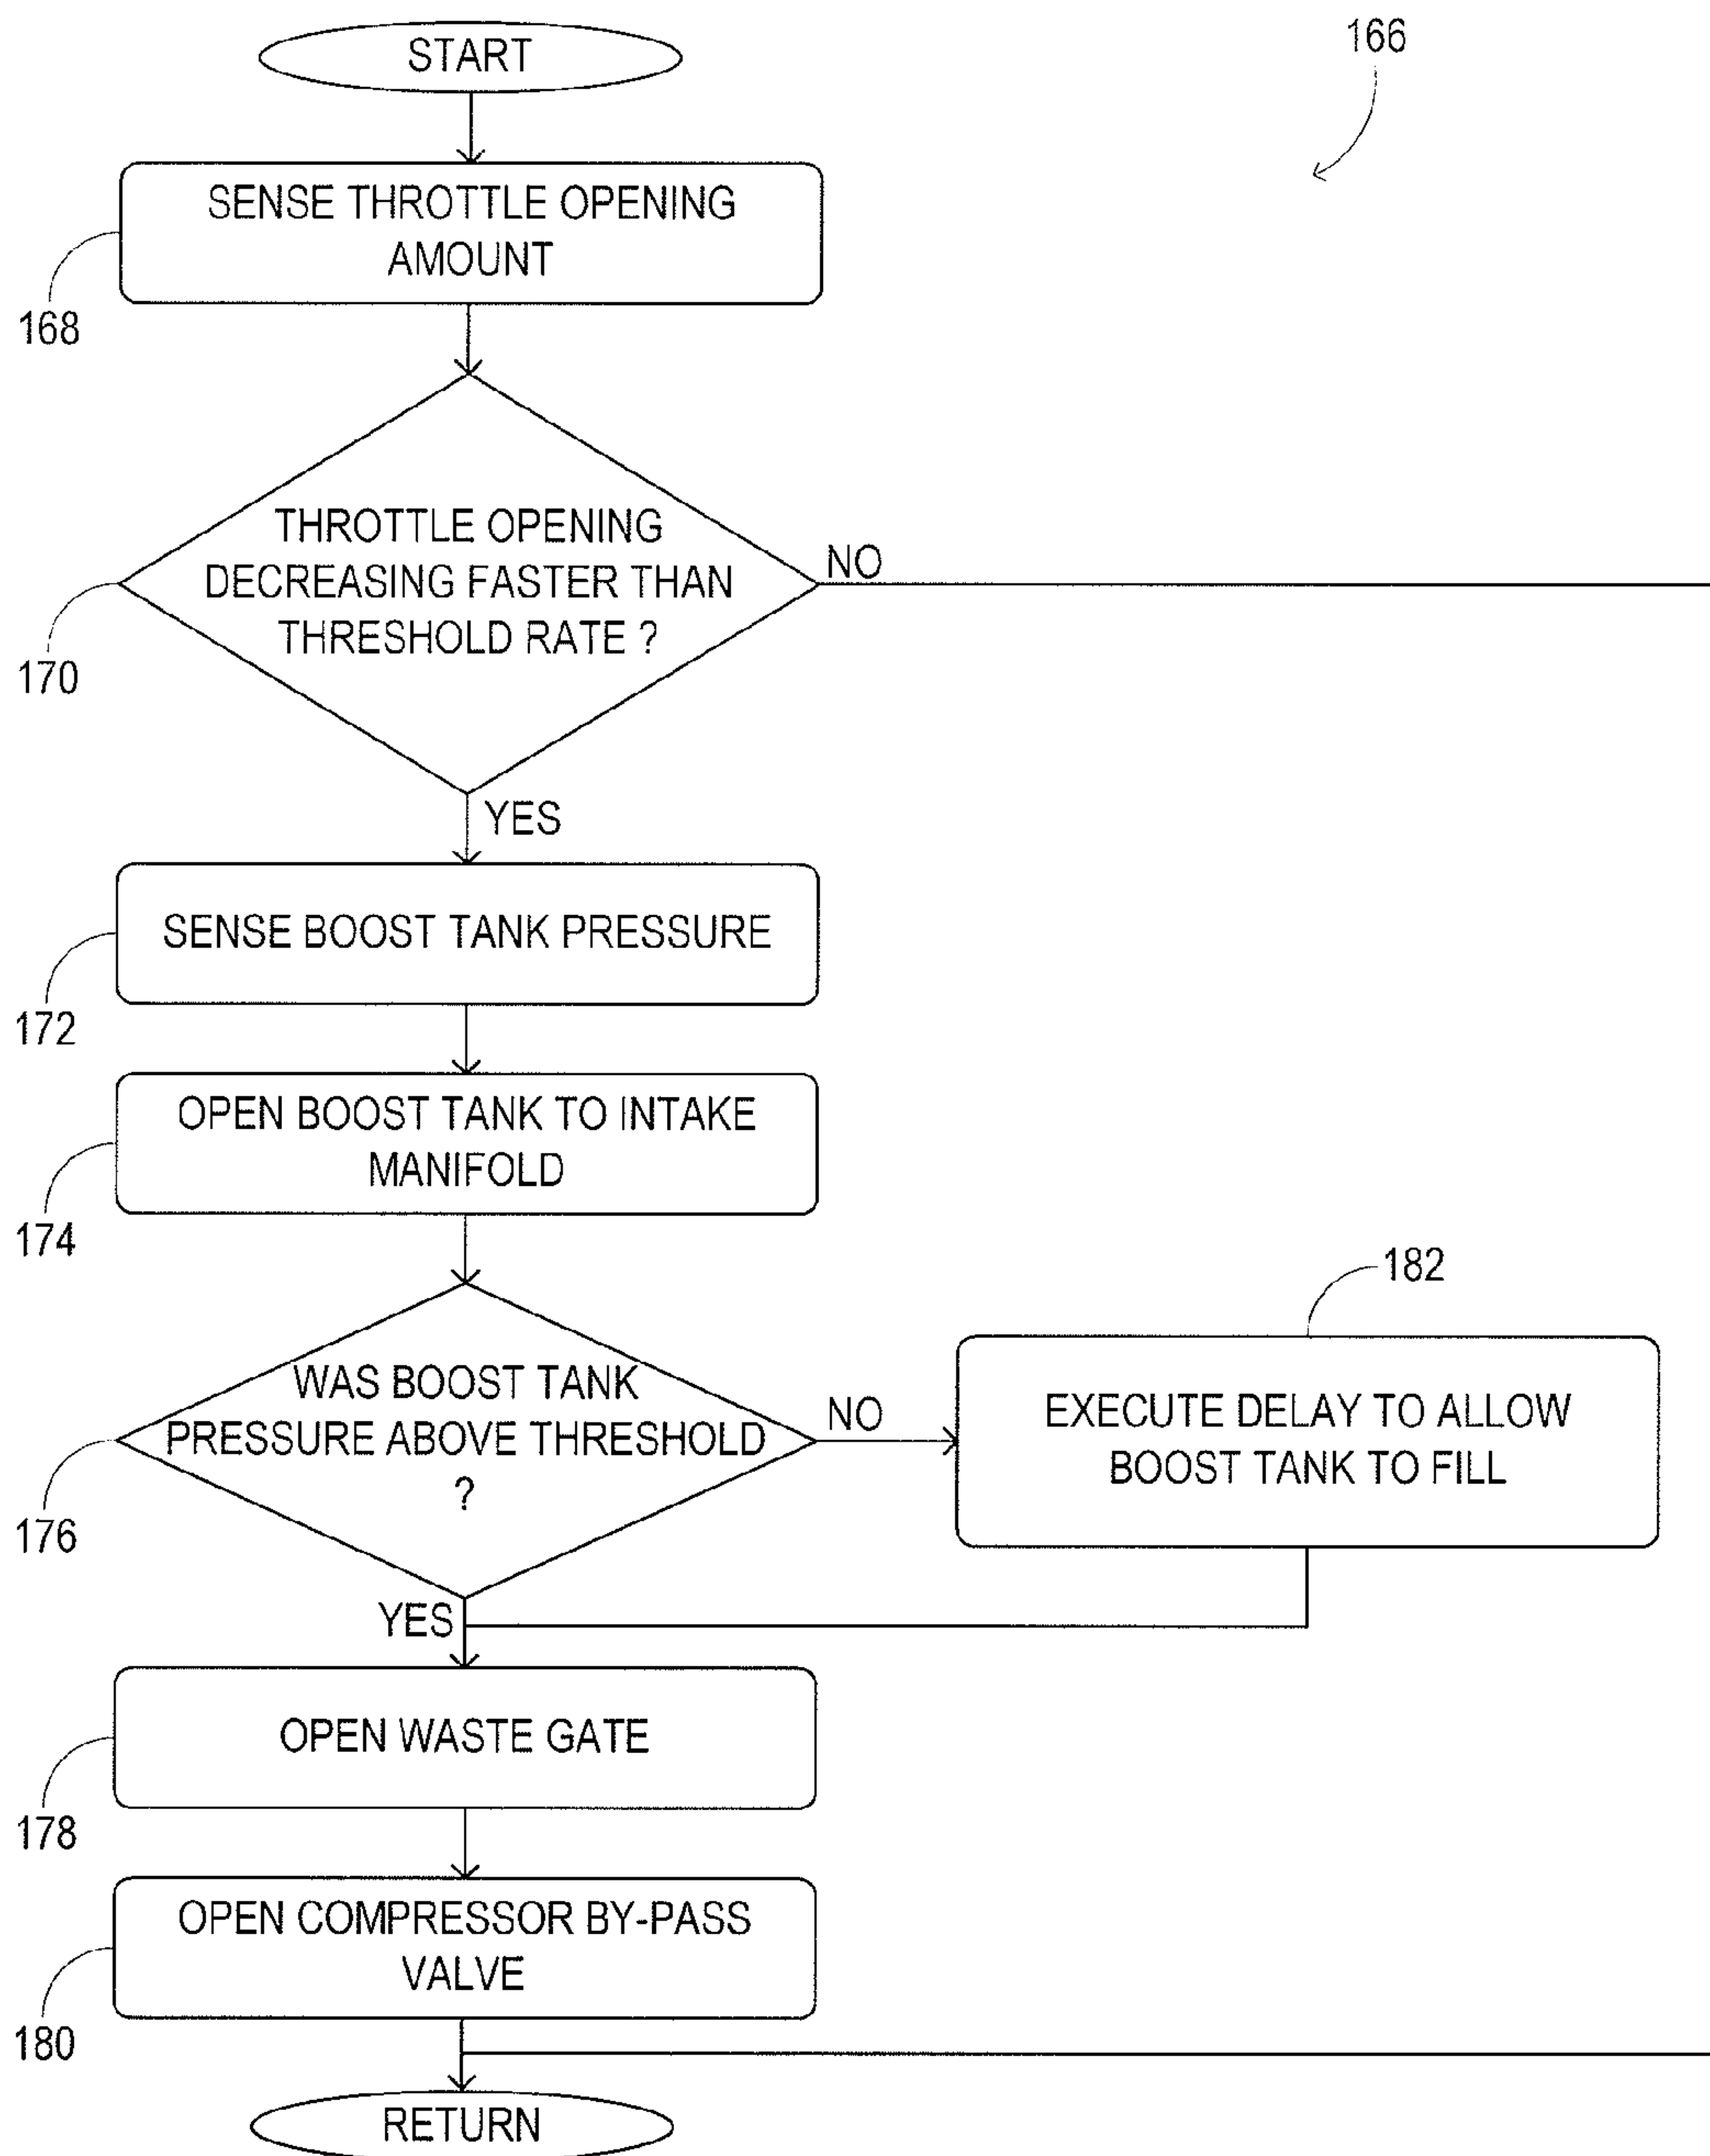 START
166
SENSE THROTTLE OPENING
AMOUNT
168
THROTTLE OPENING
DECREASING FASTER THAN
THRESHOLD RATE ?
NO
170
YES
SENSE BOOST TANK PRESSURE
172
OPEN BOOST TANK TO INTAKE
MANIFOLD
174
182
WAS BOOST TANK
PRESSURE ABOVE THRESHOLD
?
NO
EXECUTE DELAY TO ALLOW
BOOST TANK TO FILL
176
YES
OPEN WASTE GATE
178
OPEN COMPRESSOR BY-PASS
VALVE
180
RETURN